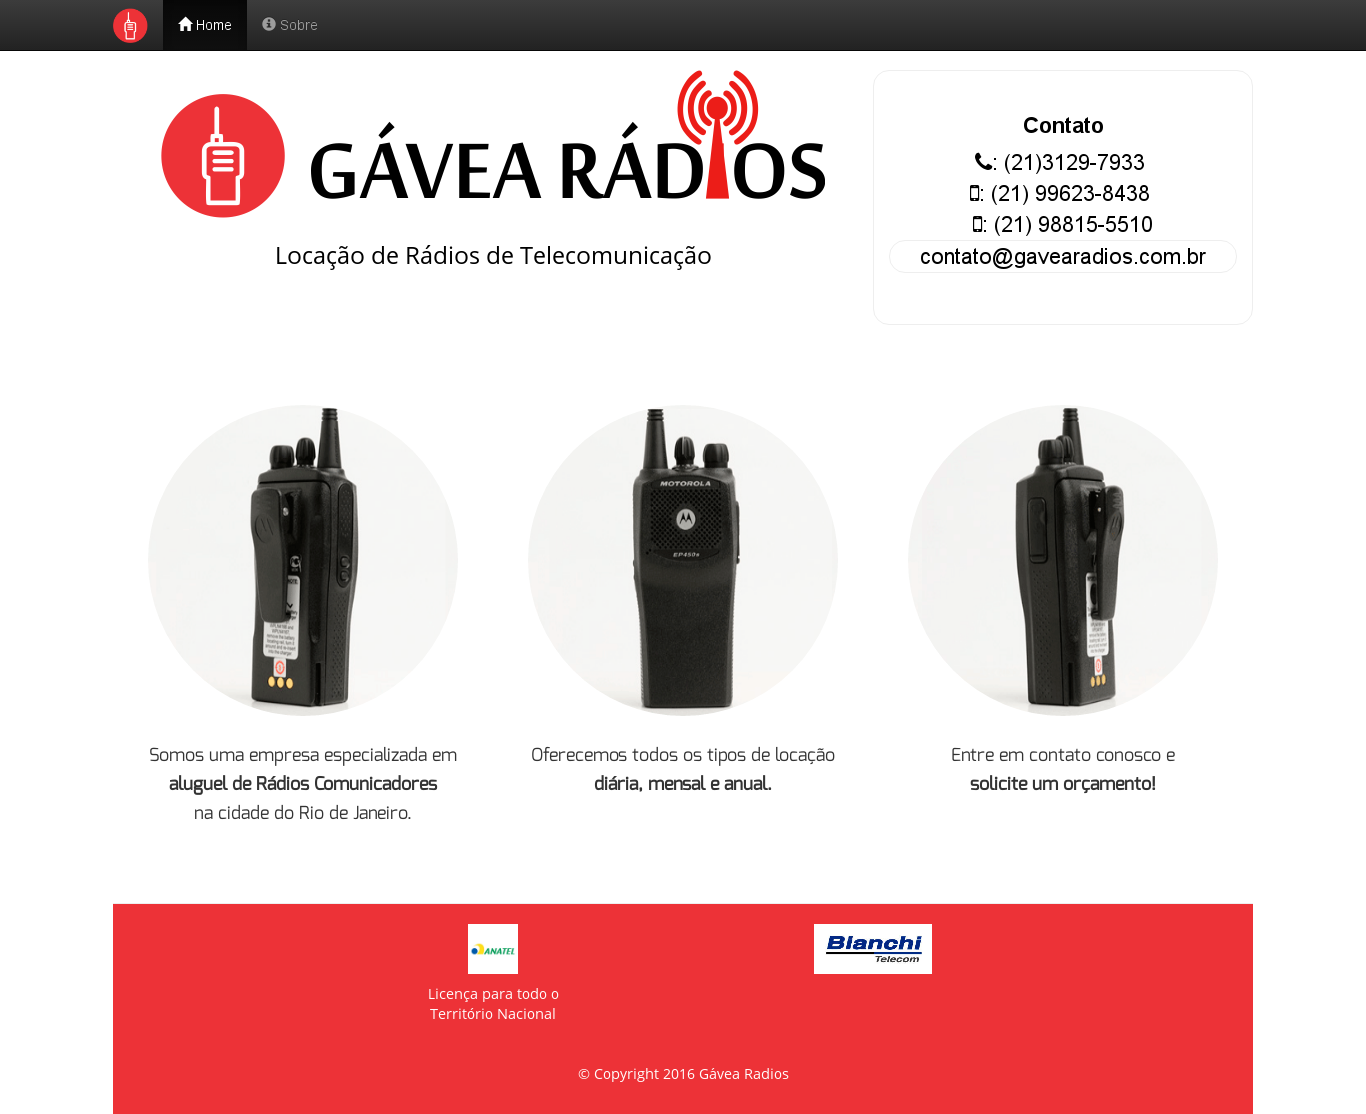 Home
Sobre
GÁVEA RÁDIOS
Locação de Rádios de Telecomunicação
Contato
: (21)3129-7933
: (21) 99623-8438
: (21) 98815-5510
contato@gavearadios.com.br
MOTOROLA
EP450s
Somos uma empresa especializada em
aluguel de Rádios Comunicadores
na cidade do Rio de Janeiro.
Oferecemos todos os tipos de locação
diária, mensal e anual.
Entre em contato conosco e
solicite um orçamento!
ANATEL
Licença para todo o
Território Nacional
Bianchi
Telecom
© Copyright 2016 Gávea Radios